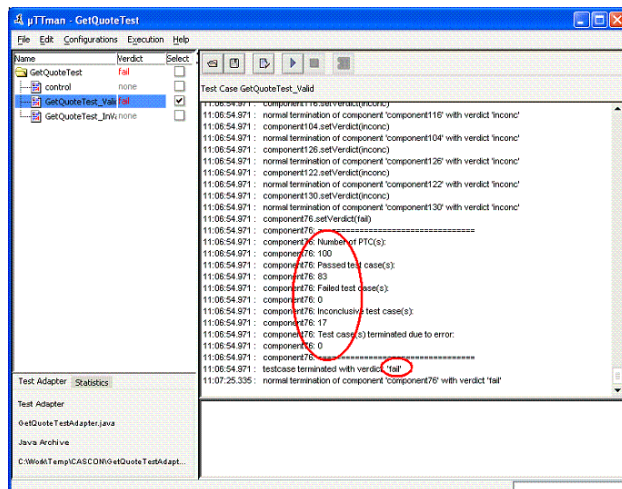 µTTman - GetQuoteTest
File Edit Configurations Execution Help
Name Verdict Select
GetQuoteTest fail
control none
GetQuoteTest_Vali fail
GetQuoteTest_InVa none
Test Case GetQuoteTest_Valid
11:06:54.971 : component116.setVerdict(inconc)
11:06:54.971 : normal termination of component 'component116' with verdict 'inconc'
11:06:54.971 : component104.setVerdict(inconc)
11:06:54.971 : normal termination of component 'component104' with verdict 'inconc'
11:06:54.971 : component126.setVerdict(inconc)
11:06:54.971 : normal termination of component 'component126' with verdict 'inconc'
11:06:54.971 : component122.setVerdict(inconc)
11:06:54.971 : normal termination of component 'component122' with verdict 'inconc'
11:06:54.971 : component130.setVerdict(inconc)
11:06:54.971 : normal termination of component 'component130' with verdict 'inconc'
11:06:54.971 : component76.setVerdict(fail)
11:06:54.971 : component76: ==================================
11:06:54.971 : component76: Number of PTC(s):
11:06:54.971 : component76: 100
11:06:54.971 : component76: Passed test case(s):
11:06:54.971 : component76: 83
11:06:54.971 : component76: Failed test case(s):
11:06:54.971 : component76: 0
11:06:54.971 : component76: Inconclusive test case(s):
11:06:54.971 : component76: 17
11:06:54.971 : component76: Test case(s) terminated due to error:
11:06:54.971 : component76: 0
11:06:54.971 : component76: ==================================
11:06:54.971 : testcase terminated with verdict 'fail'
11:07:25.335 : normal termination of component 'component76' with verdict 'fail'
Test Adapter Statistics
Test Adapter
GetQuoteTestAdapter.java
Java Archive
C:\Work\Temp\CASCON\GetQuoteTestAdapt...